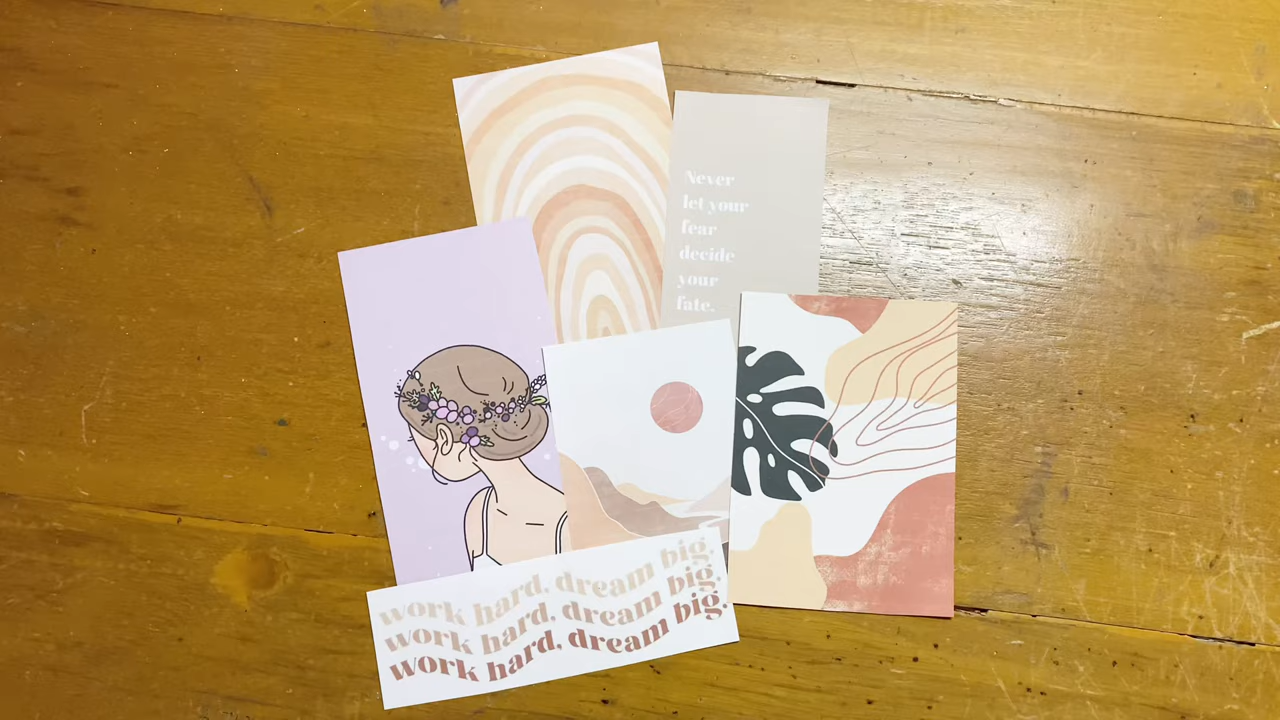 Never
let your
fear
decide
your
fate.
work hard, dream big.
work hard, dream big.
work hard, dream big.